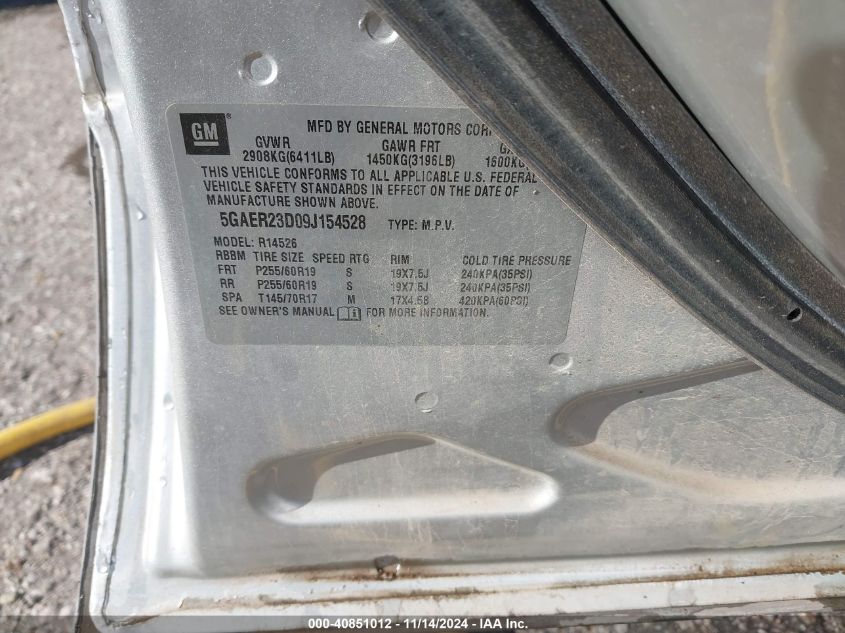 GM ®
MFD BY GENERAL MOTORS CORP
GVWR GAWR FRT
2908KG(6411LB) 1450KG(3196LB) 1600KG
THIS VEHICLE CONFORMS TO ALL APPLICABLE U.S. FEDERAL
VEHICLE SAFETY STANDARDS IN EFFECT ON THE DATE OF
MANUFACTURE SHOWN ABOVE.
5GAER23D09J154528 TYPE: M.P.V.
MODEL: R14526
RBBM TIRE SIZE SPEED RTG RIM COLD TIRE PRESSURE
FRT P255/60R19 S 19X7.5J 240KPA(35PSI)
RR P255/60R19 S 19X7.5J 240KPA(35PSI)
SPA T145/70R17 M 17X4.5B 420KPA(60PSI)
SEE OWNER'S MANUAL FOR MORE INFORMATION.
000-40851012 - 11/14/2024 - IAA Inc.